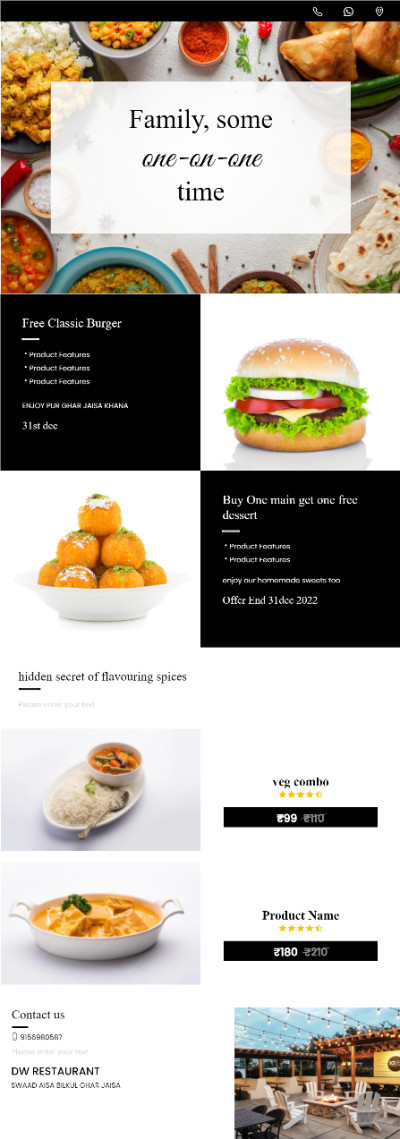 Family, some
one-on-one
time
Free Classic Burger
* Product Features
* Product Features
* Product Features
ENJOY PUR GHAR JAISA KHANA
31st dec
Buy One main get one free
dessert
* Product Features
* Product Features
enjoy our homemade sweets too
Offer End 31dec 2022
hidden secret of flavouring spices
Please enter your text
veg combo
₹99 ₹110
Product Name
₹180 ₹210
Contact us
9156980587
Please enter your text
DW RESTAURANT
SWAAD AISA BILKUL GHAR JAISA